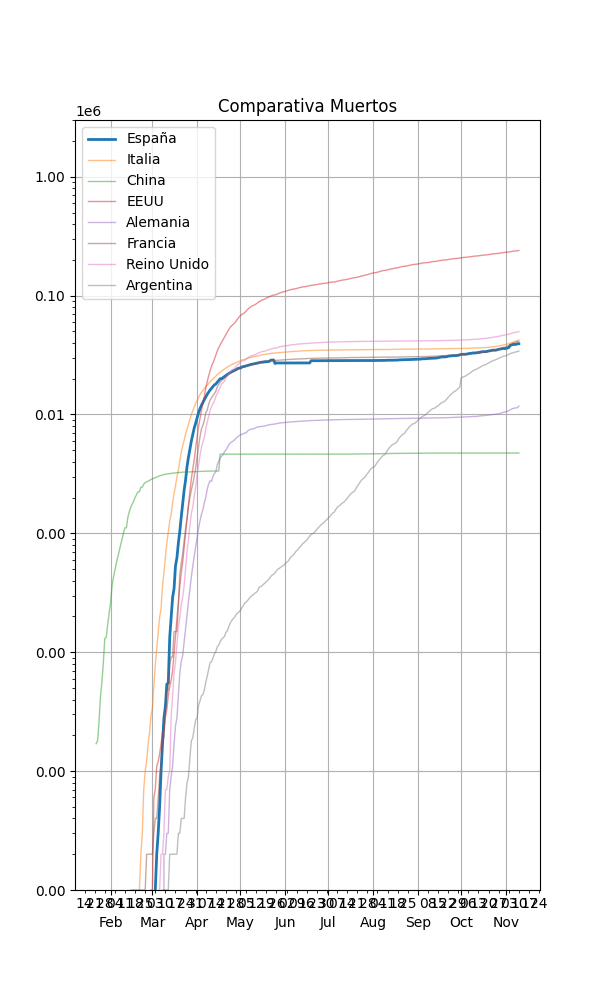 Comparativa Muertos
1e6
España
Italia
China
EEUU
Alemania
Francia
Reino Unido
Argentina
1.00
0.10
0.01
0.00
0.00
0.00
0.00
Feb Mar Apr May Jun Jul Aug Sep Oct Nov